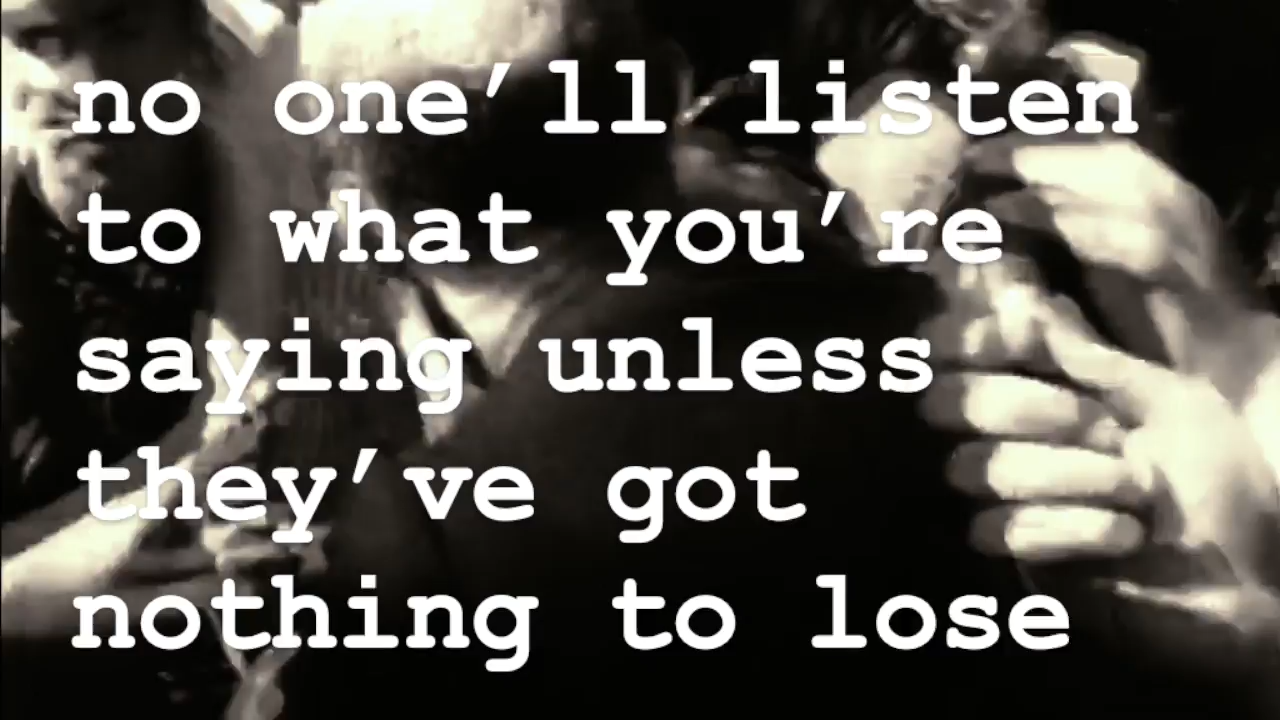 no one’ll listen
to what you’re
saying unless
they’ve got
nothing to lose